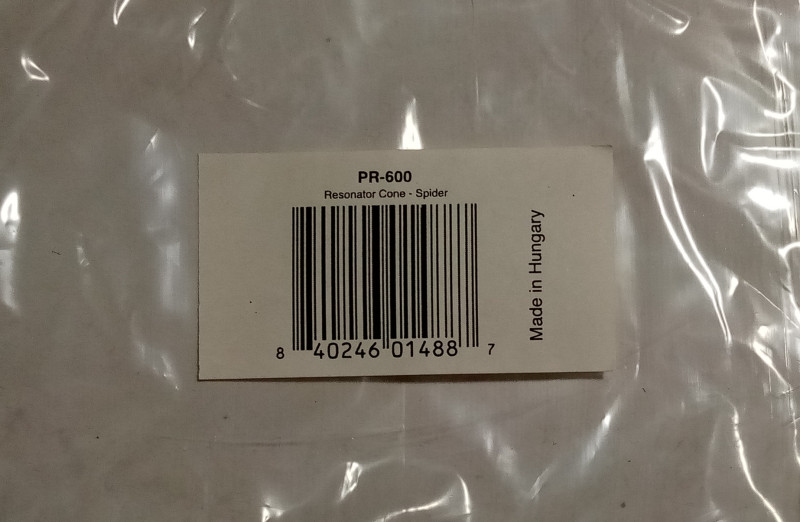 PR-600
Resonator Cone - Spider
8 40246 01488 7
Made in Hungary